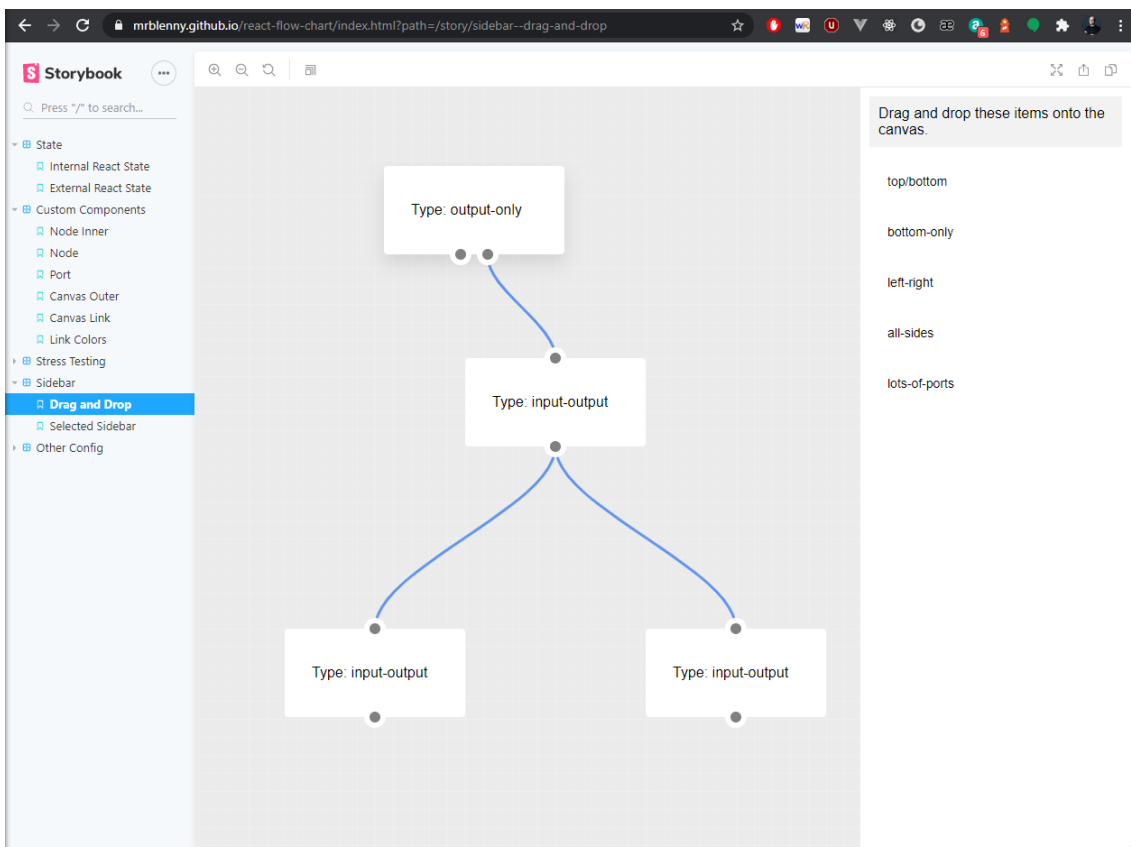 mrblenny.github.io/react-flow-chart/index.html?path=/story/sidebar--drag-and-drop
6
Storybook
Press "/" to search...
State
Internal React State
External React State
Custom Components
Node Inner
Node
Port
Canvas Outer
Canvas Link
Link Colors
Stress Testing
Sidebar
Drag and Drop
Selected Sidebar
Other Config
Type: output-only
Type: input-output
Type: input-output
Type: input-output
Drag and drop these items onto the
canvas.
top/bottom
bottom-only
left-right
all-sides
lots-of-ports